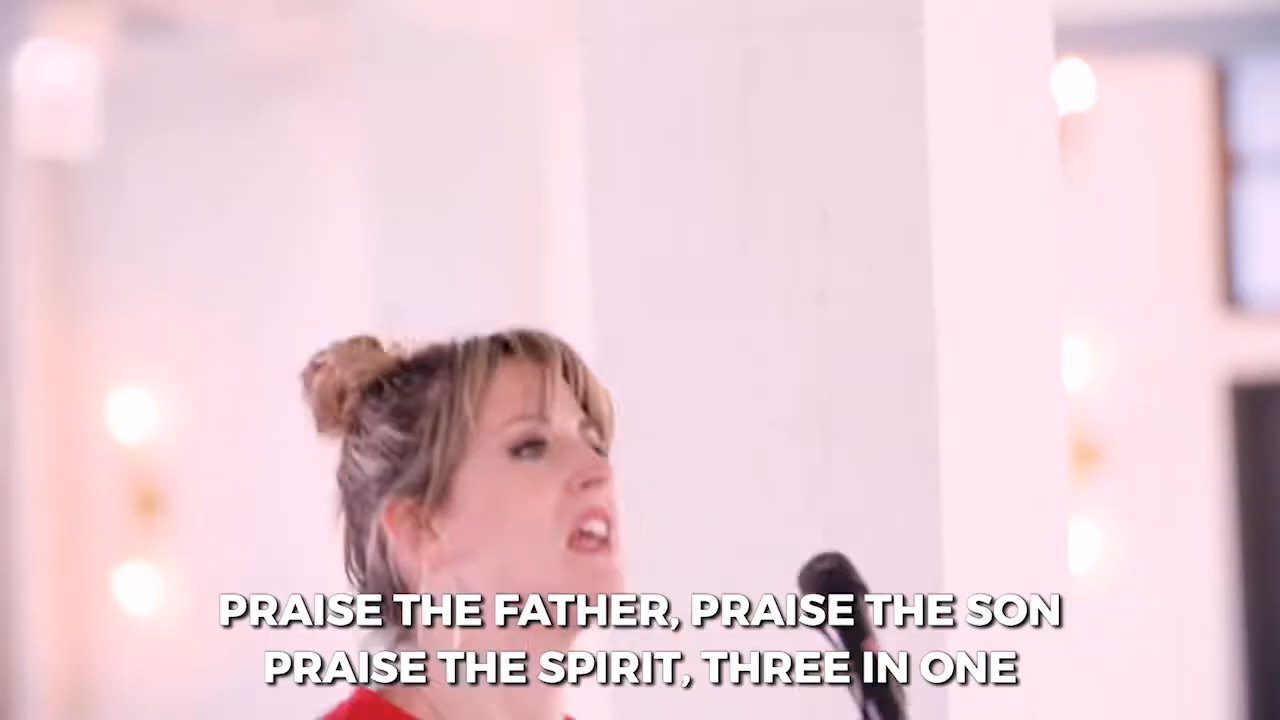 PRAISE THE FATHER, PRAISE THE SON
PRAISE THE SPIRIT, THREE IN ONE